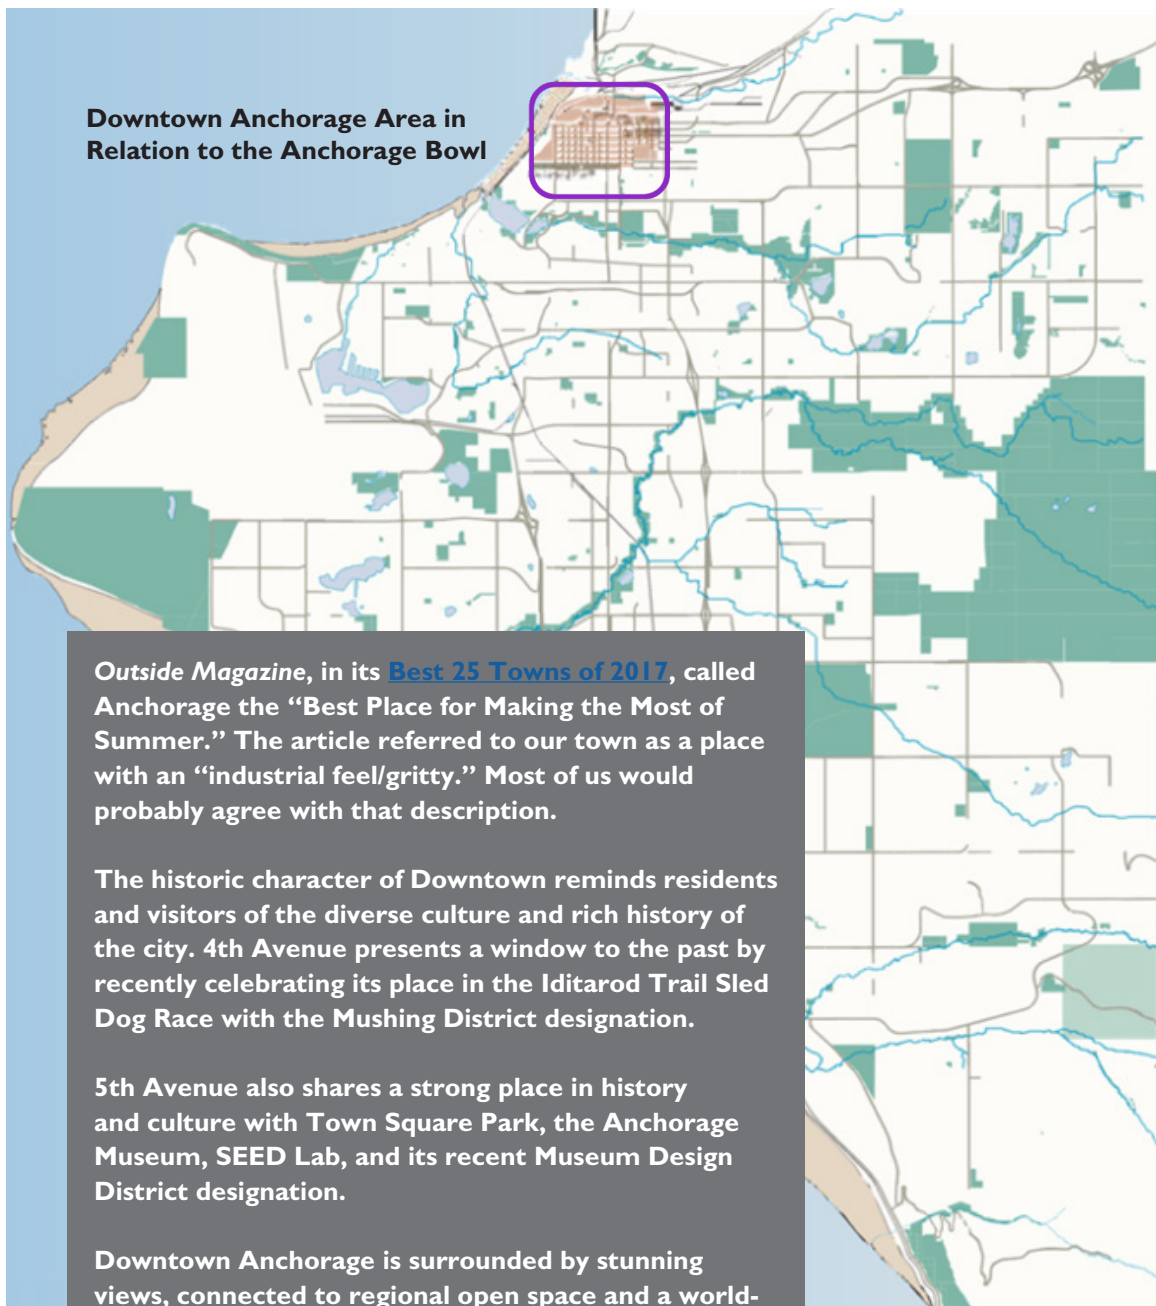 Downtown Anchorage Area in
Relation to the Anchorage Bowl
Outside Magazine, in its Best 25 Towns of 2017, called
Anchorage the “Best Place for Making the Most of
Summer.” The article referred to our town as a place
with an “industrial feel/gritty.” Most of us would
probably agree with that description.
The historic character of Downtown reminds residents
and visitors of the diverse culture and rich history of
the city. 4th Avenue presents a window to the past by
recently celebrating its place in the Iditarod Trail Sled
Dog Race with the Mushing District designation.
5th Avenue also shares a strong place in history
and culture with Town Square Park, the Anchorage
Museum, SEED Lab, and its recent Museum Design
District designation.
Downtown Anchorage is surrounded by stunning
views, connected to regional open space and a world-